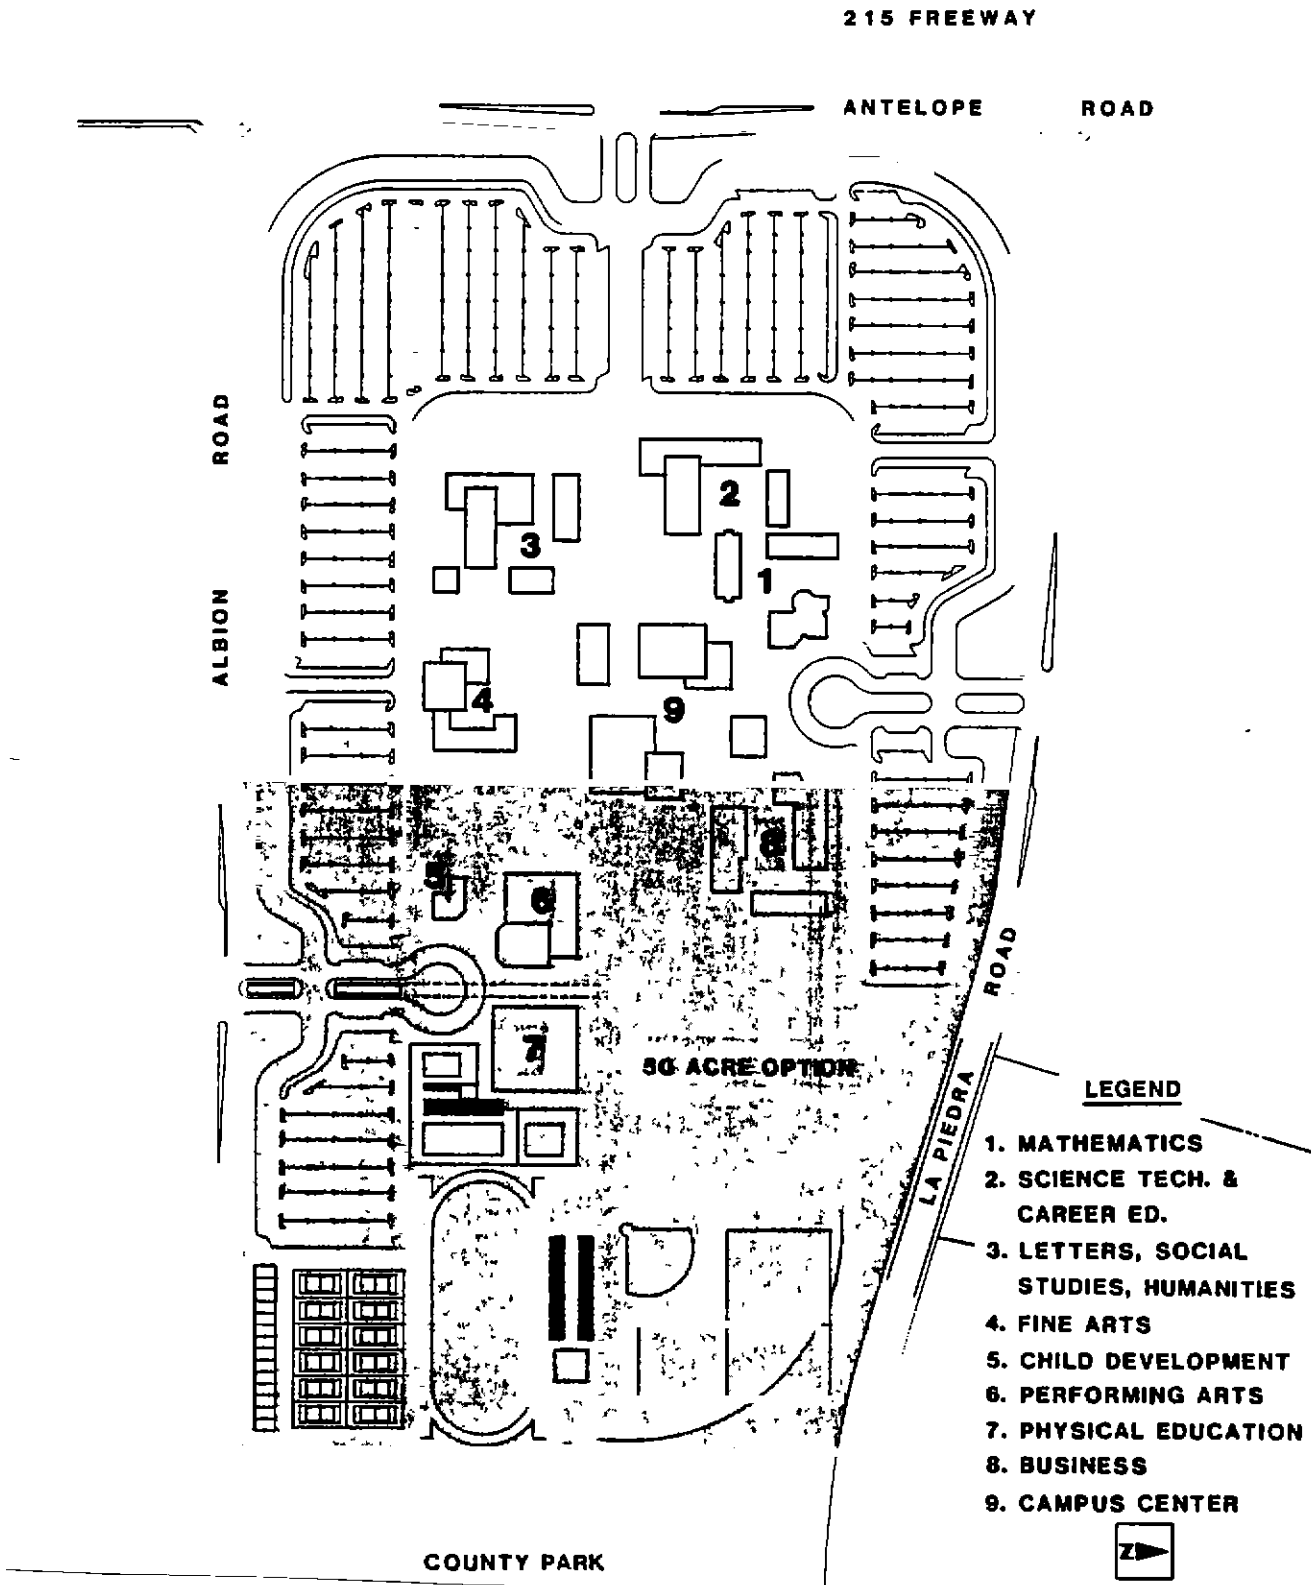 215 FREEWAY
ANTELOPE ROAD
ALBION ROAD
2
3
1
4
9
5
6
8
7
50 ACRE OPTION
LA PIEDRA ROAD
LEGEND
1. MATHEMATICS
2. SCIENCE TECH. &
CAREER ED.
3. LETTERS, SOCIAL
STUDIES, HUMANITIES
4. FINE ARTS
5. CHILD DEVELOPMENT
6. PERFORMING ARTS
7. PHYSICAL EDUCATION
8. BUSINESS
9. CAMPUS CENTER
Z
COUNTY PARK